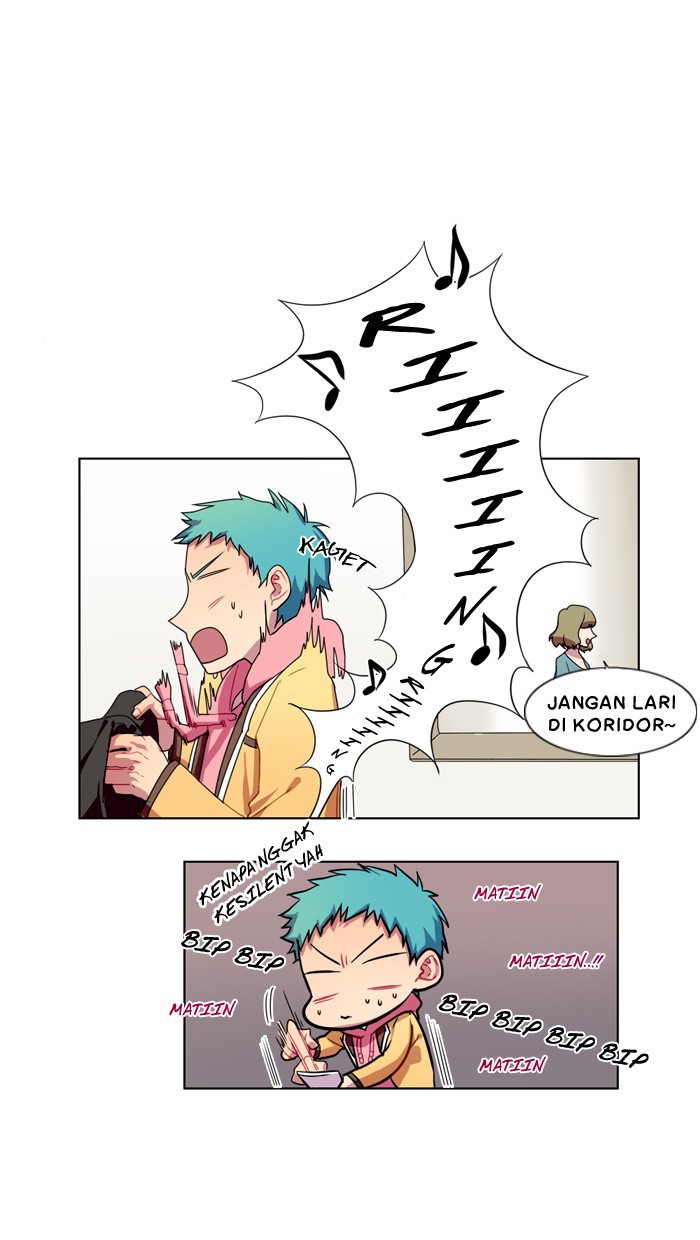 RIIIIING
KAGET
RIIIIIING
JANGAN LARI
DI KORIDOR~
KENAPA NGGAK
KESILENT YAH
MATIIN
BIP BIP
MATIIIN..!!
MATIIN
BIP BIP BIP BIP
MATIIN